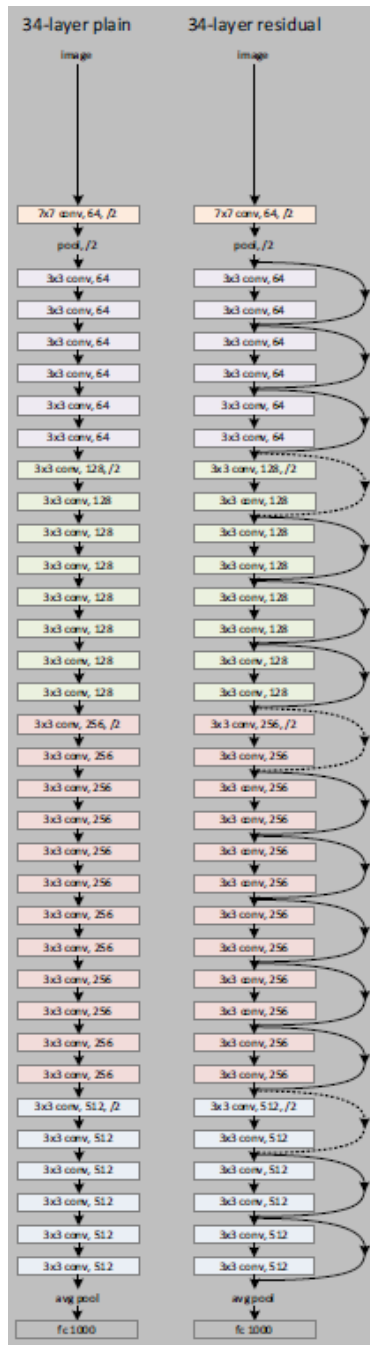 34-layer plain
image
7x7 conv, 64, /2
pool, /2
3x3 conv, 64
3x3 conv, 64
3x3 conv, 64
3x3 conv, 64
3x3 conv, 64
3x3 conv, 64
3x3 conv, 128, /2
3x3 conv, 128
3x3 conv, 128
3x3 conv, 128
3x3 conv, 128
3x3 conv, 128
3x3 conv, 128
3x3 conv, 128
3x3 conv, 256, /2
3x3 conv, 256
3x3 conv, 256
3x3 conv, 256
3x3 conv, 256
3x3 conv, 256
3x3 conv, 256
3x3 conv, 256
3x3 conv, 256
3x3 conv, 256
3x3 conv, 256
3x3 conv, 256
3x3 conv, 512, /2
3x3 conv, 512
3x3 conv, 512
3x3 conv, 512
3x3 conv, 512
3x3 conv, 512
avg pool
fc 1000
34-layer residual
image
7x7 conv, 64, /2
pool, /2
3x3 conv, 64
3x3 conv, 64
3x3 conv, 64
3x3 conv, 64
3x3 conv, 64
3x3 conv, 64
3x3 conv, 128, /2
3x3 conv, 128
3x3 conv, 128
3x3 conv, 128
3x3 conv, 128
3x3 conv, 128
3x3 conv, 128
3x3 conv, 128
3x3 conv, 256, /2
3x3 conv, 256
3x3 conv, 256
3x3 conv, 256
3x3 conv, 256
3x3 conv, 256
3x3 conv, 256
3x3 conv, 256
3x3 conv, 256
3x3 conv, 256
3x3 conv, 256
3x3 conv, 256
3x3 conv, 512, /2
3x3 conv, 512
3x3 conv, 512
3x3 conv, 512
3x3 conv, 512
3x3 conv, 512
avg pool
fc 1000